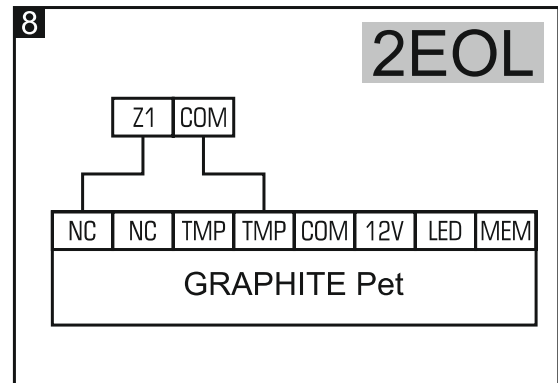 8
2EOL
Z1 COM
NC NC TMP TMP COM 12V LED MEM
GRAPHITE Pet